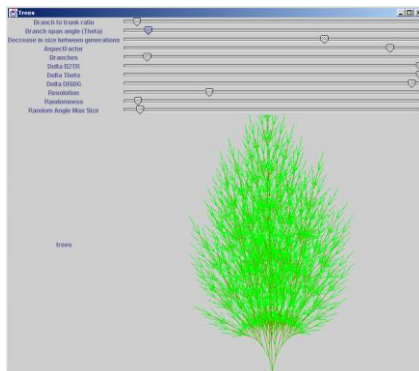 Trees
Branch to trunk ratio
Branch span angle (Theta)
Decrease in size between generations
AspectFactor
Branches
Delta B2TR
Delta Theta
Delta DISBG
Resolution
Randomness
Random Angle Max Size
trees